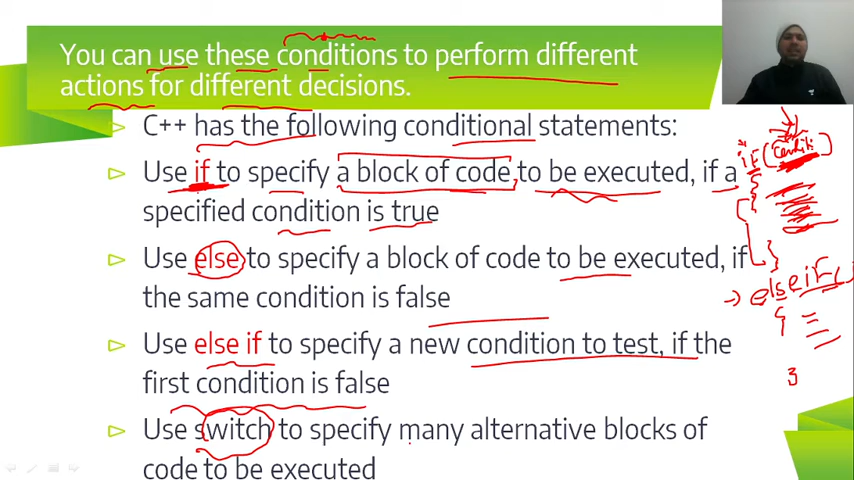 You can use these conditions to perform different
actions for different decisions.
C++ has the following conditional statements:
Use if to specify a block of code to be executed, if a
specified condition is true
Use else to specify a block of code to be executed, if
the same condition is false
Use else if to specify a new condition to test, if the
first condition is false
Use switch to specify many alternative blocks of
code to be executed
if (
else if (